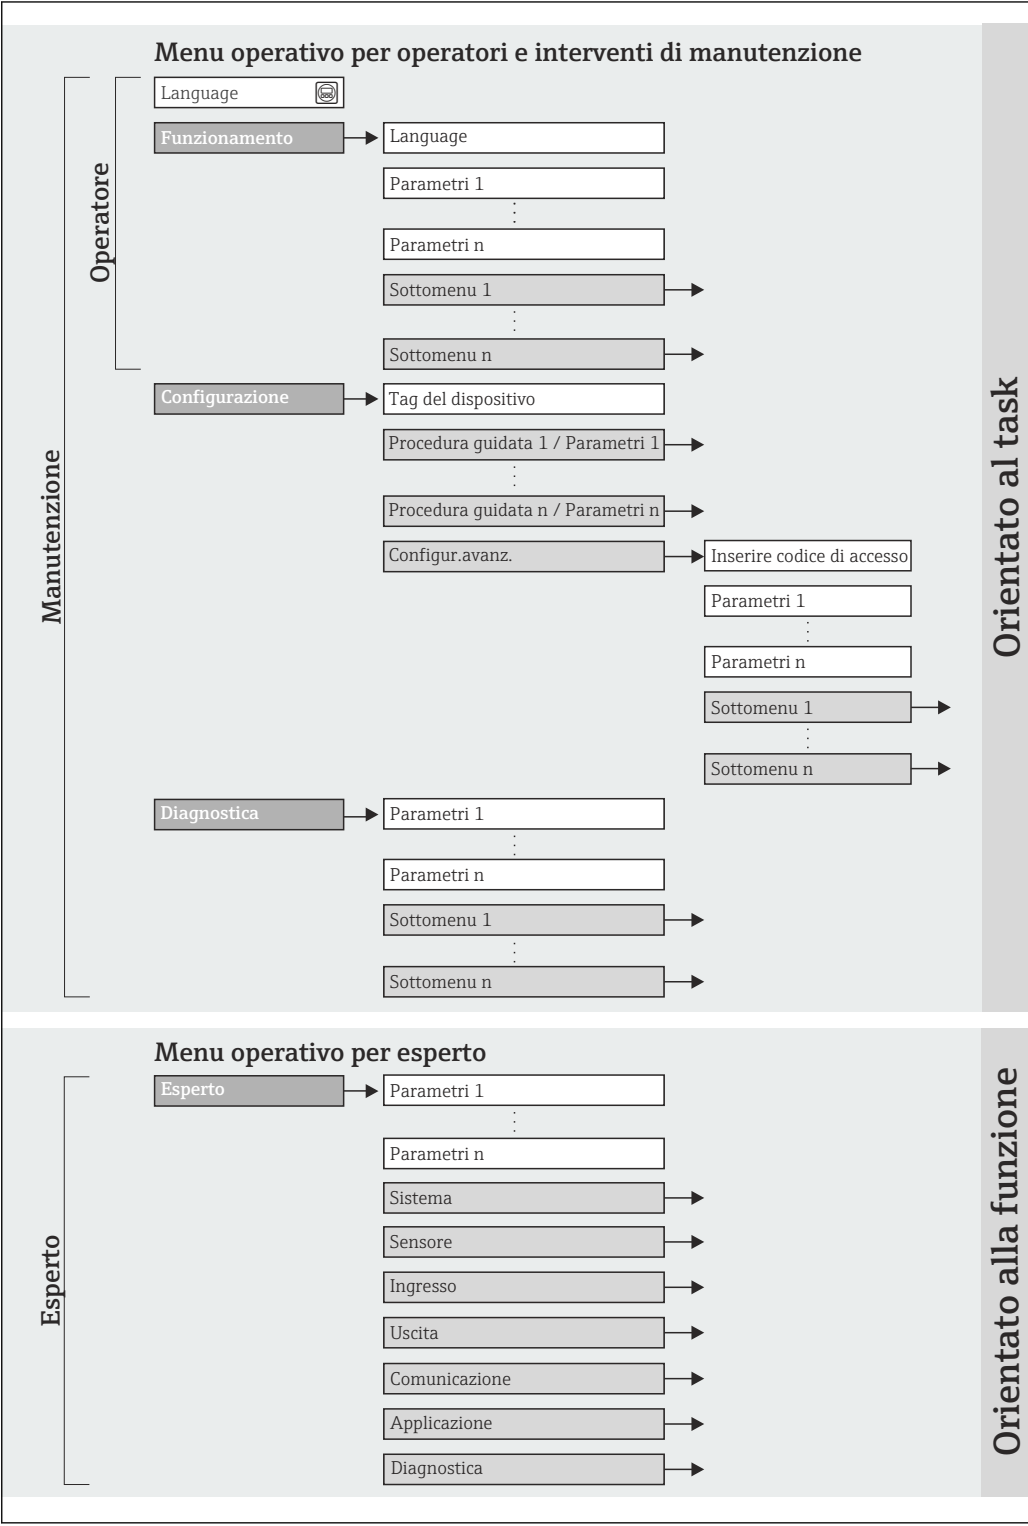 Menu operativo per operatori e interventi di manutenzione
Operatore
Manutenzione
Orientato al task
Language
Funzionamento
Language
Parametri 1
Parametri n
Sottomenu 1
Sottomenu n
Configurazione
Tag del dispositivo
Procedura guidata 1 / Parametri 1
Procedura guidata n / Parametri n
Configur.avanz.
Inserire codice di accesso
Parametri 1
Parametri n
Sottomenu 1
Sottomenu n
Diagnostica
Parametri 1
Parametri n
Sottomenu 1
Sottomenu n
Menu operativo per esperto
Esperto
Orientato alla funzione
Esperto
Parametri 1
Parametri n
Sistema
Sensore
Ingresso
Uscita
Comunicazione
Applicazione
Diagnostica